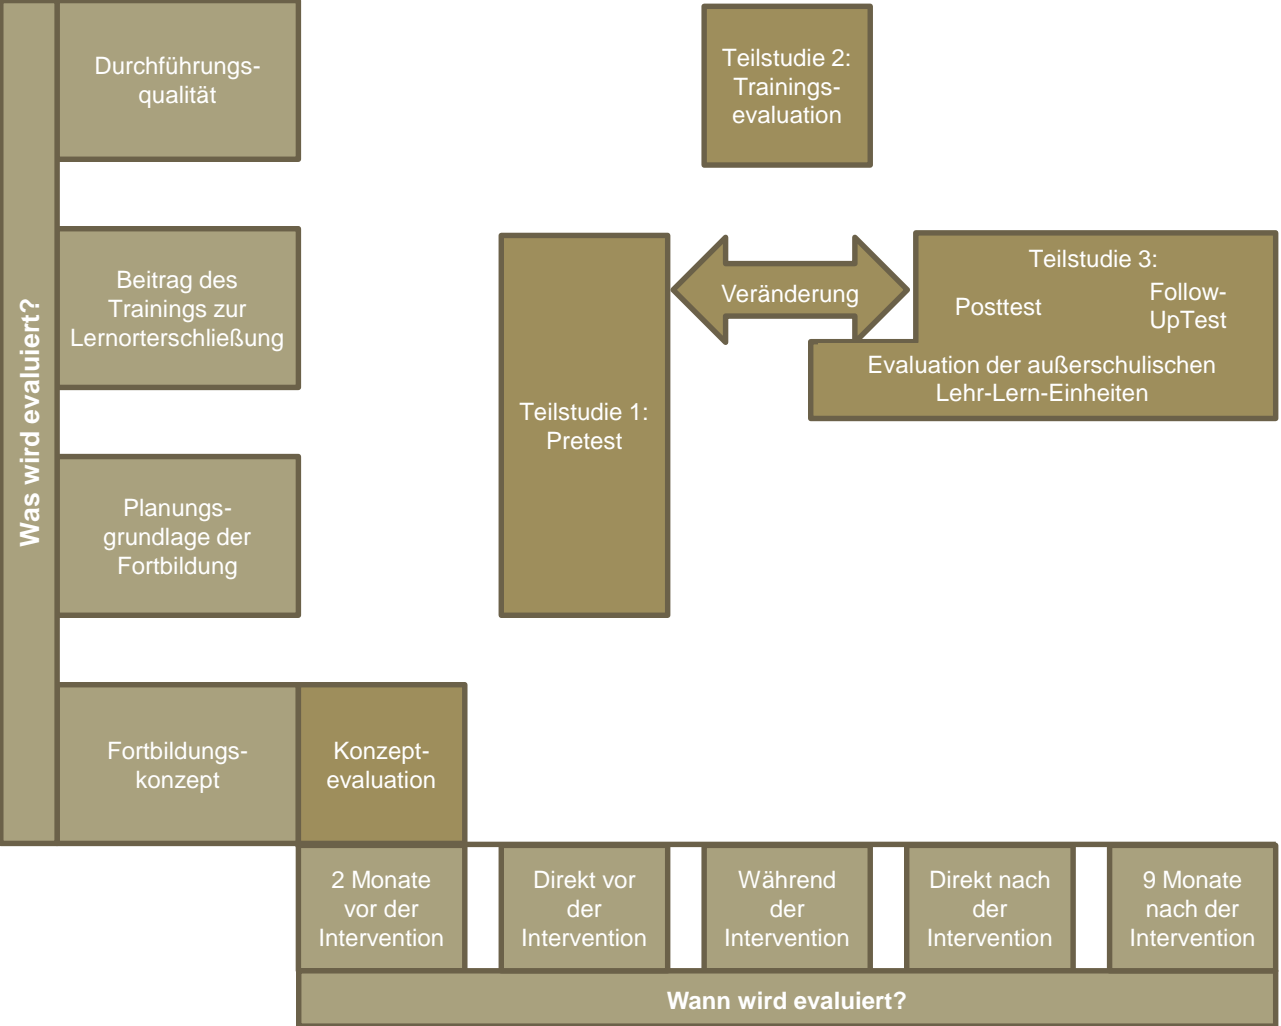 Was wird evaluiert?
Durchführungs-
qualität
Teilstudie 2:
Trainings-
evaluation
Beitrag des
Trainings zur
Lernorterschließung
Teilstudie 1:
Pretest
Veränderung
Teilstudie 3:
Posttest
Follow-
UpTest
Evaluation der außerschulischen
Lehr-Lern-Einheiten
Planungs-
grundlage der
Fortbildung
Fortbildungs-
konzept
Konzept-
evaluation
2 Monate
vor der
Intervention
Direkt vor
der
Intervention
Während
der
Intervention
Direkt nach
der
Intervention
9 Monate
nach der
Intervention
Wann wird evaluiert?